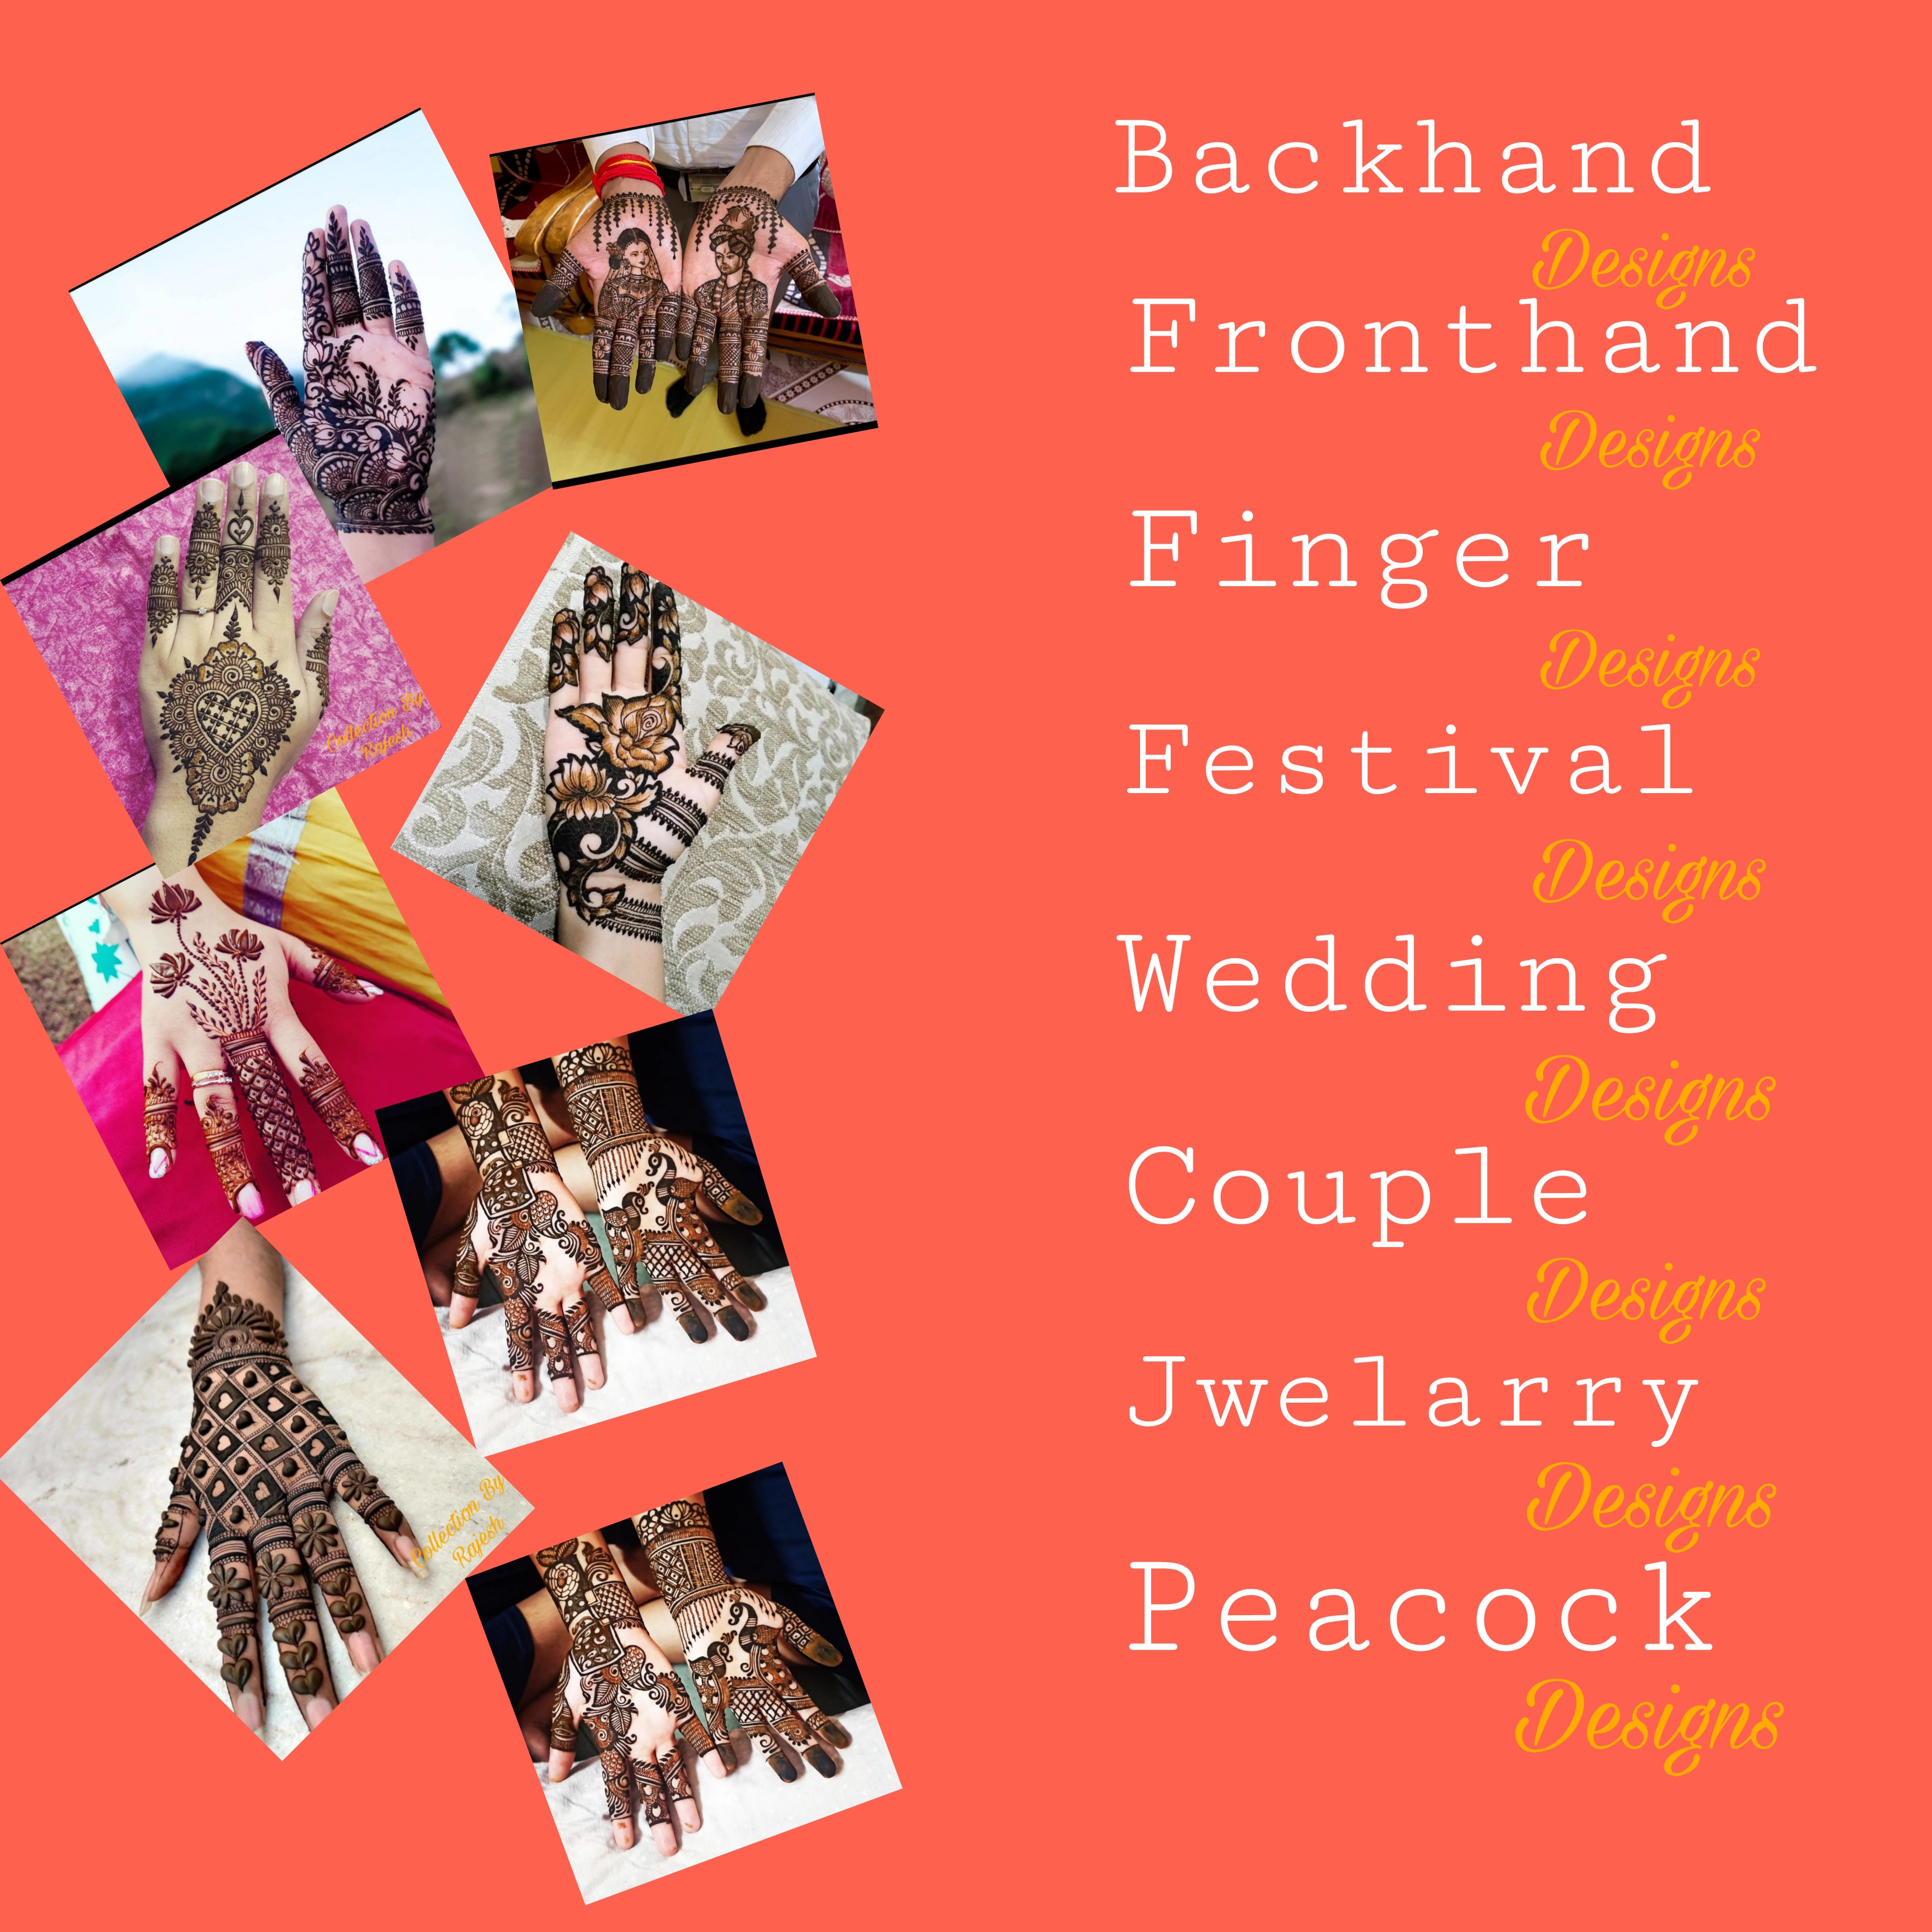 Backhand
Designs
Fronthand
Designs
Finger
Designs
Festival
Designs
Wedding
Designs
Couple
Designs
Jwelarry
Designs
Peacock
Designs
Collection By
Rajesh
Collection By
Rajesh